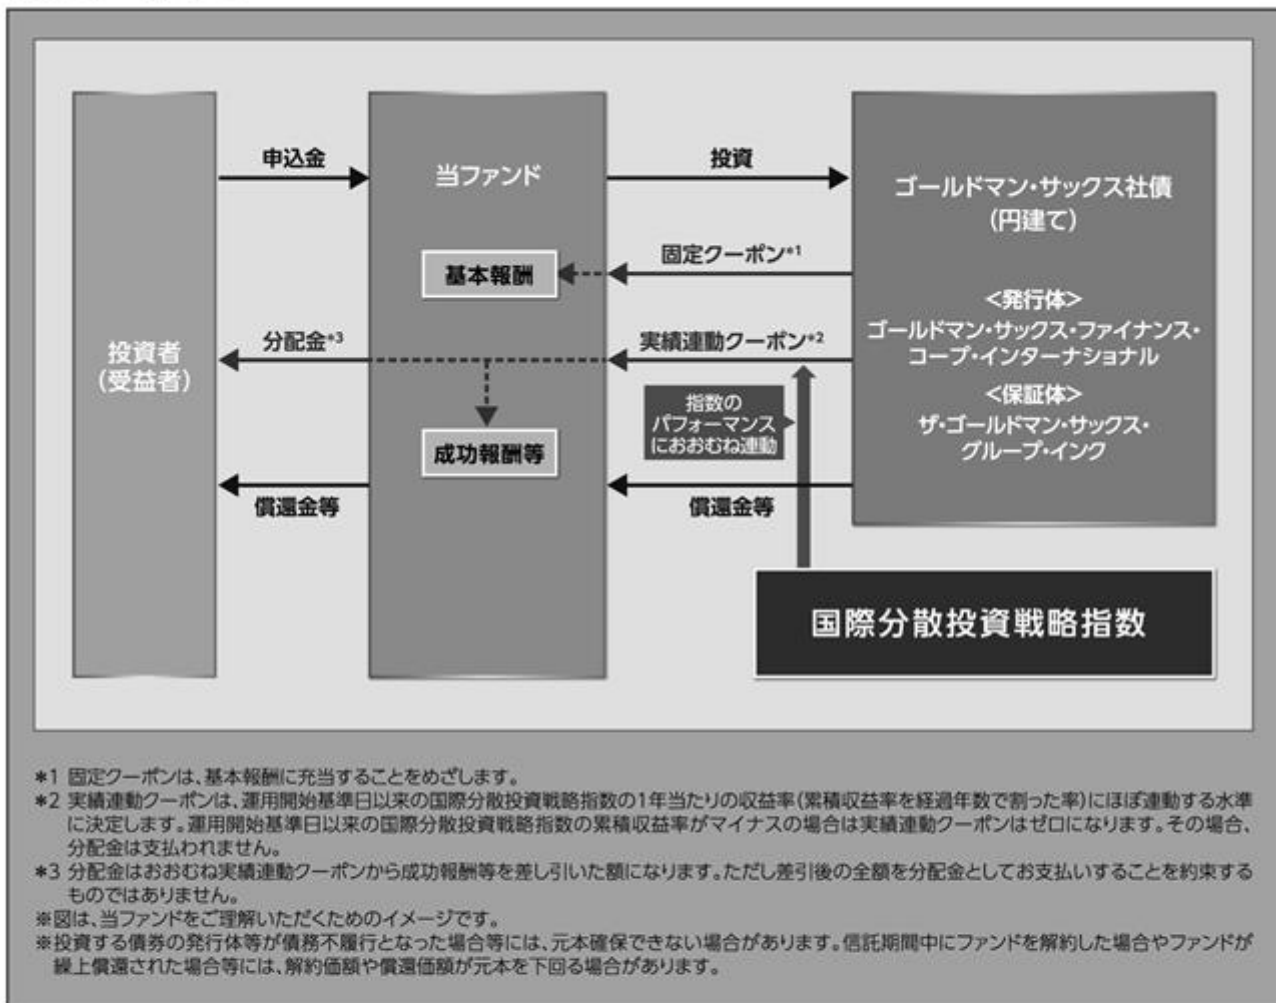 申込金
投資
当ファンド
ゴールドマン・サックス社債
(円建て)
固定クーポン*1
基本報酬
<発行体>
ゴールドマン・サックス・ファイナンス・
コープ・インターナショナル
分配金*3
実績連動クーポン*2
投資者
(受益者)
<保証体>
ザ・ゴールドマン・サックス・
グループ・インク
指数の
パフォーマンス
におおむね連動
成功報酬等
償還金等
償還金等
国際分散投資戦略指数
*1 固定クーポンは、基本報酬に充当することをめざします。
*2 実績連動クーポンは、運用開始基準日以来の国際分散投資戦略指数の1年当たりの収益率(累積収益率を経過年数で割った率)にほぼ連動する水準
に決定します。運用開始基準日以来の国際分散投資戦略指数の累積収益率がマイナスの場合は実績連動クーポンはゼロになります。その場合、
分配金は支払われません。
*3 分配金はおおむね実績連動クーポンから成功報酬等を差し引いた額になります。ただし差引後の全額を分配金としてお支払いすることを約束する
ものではありません。
※図は、当ファンドをご理解いただくためのイメージです。
※投資する債券の発行体等が債務不履行となった場合等には、元本確保できない場合があります。信託期間中にファンドを解約した場合やファンドが
繰上償還された場合等には、解約価額や償還価額が元本を下回る場合があります。